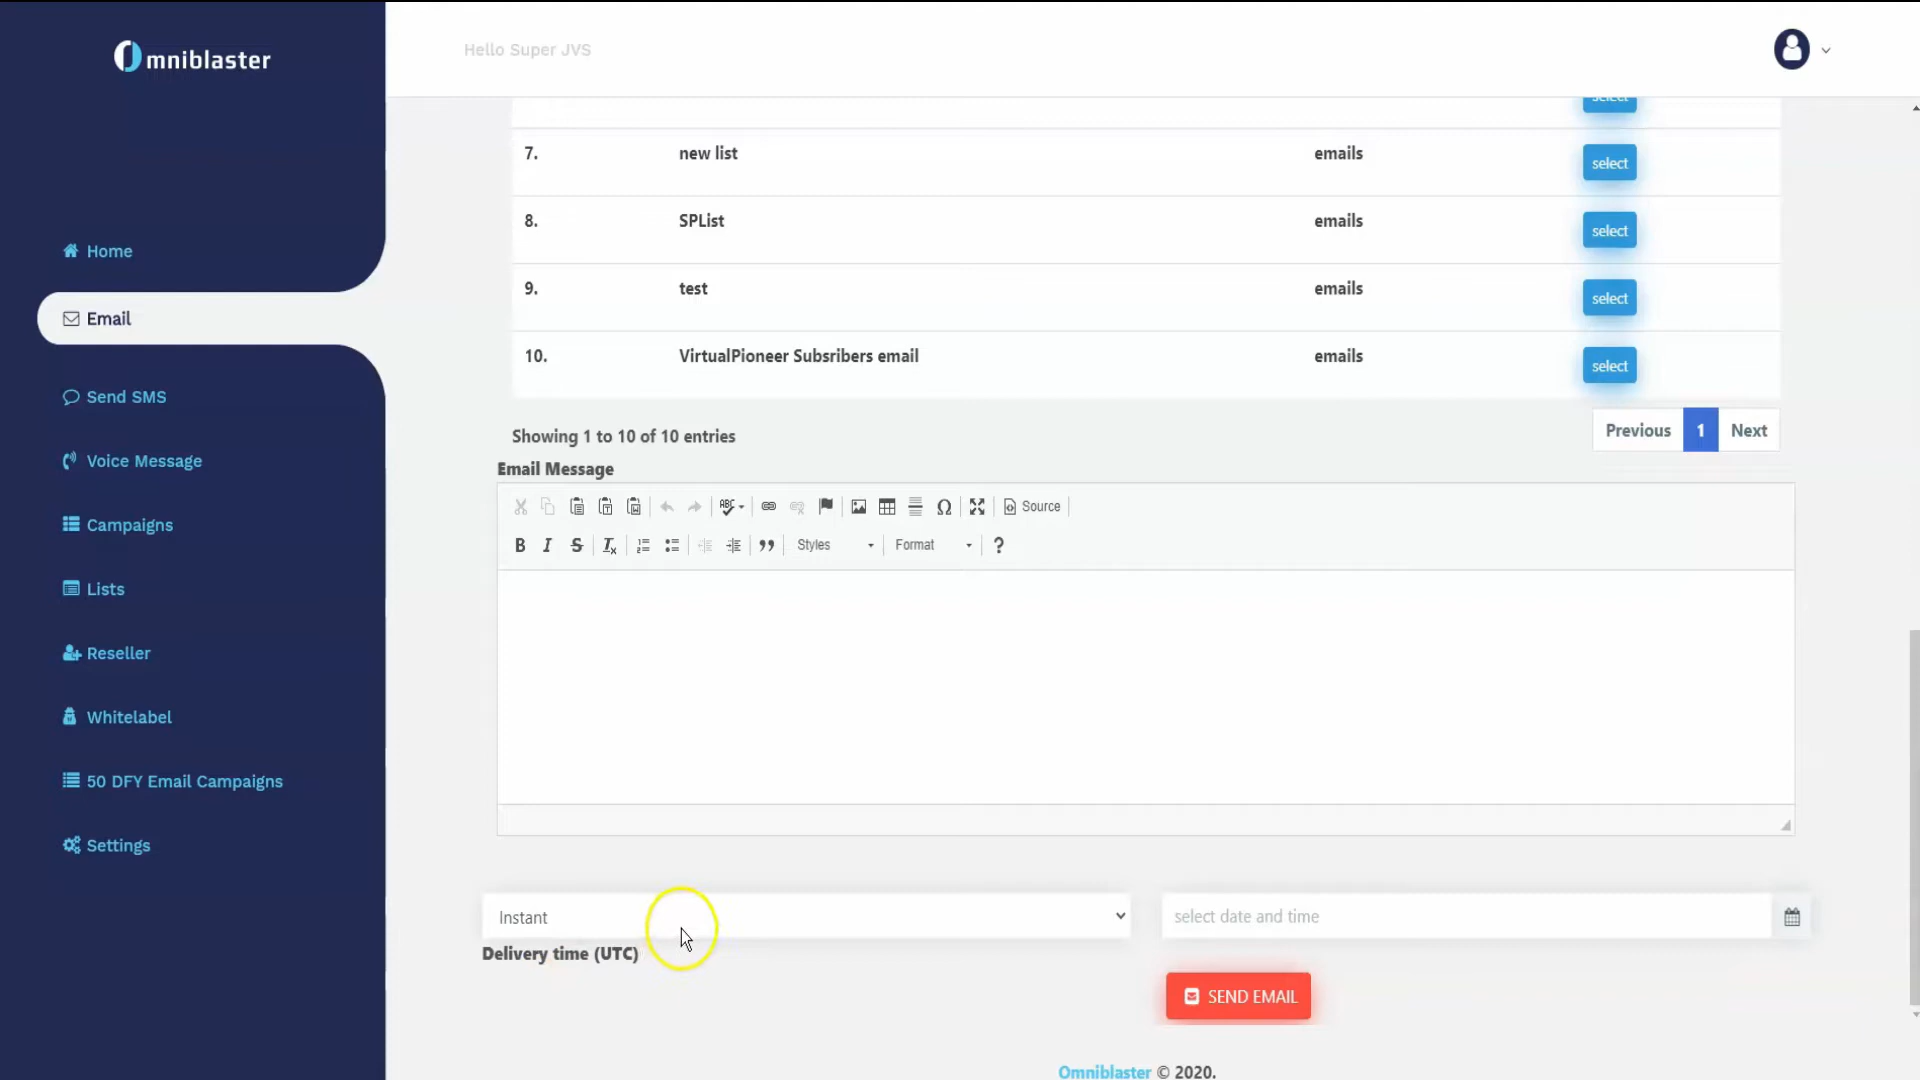 mniblaster
Hello Super JVS
select
7. new list emails select
8. SPList emails select
9. test emails select
10. VirtualPioneer Subsribers email emails select
Showing 1 to 10 of 10 entries
Previous 1 Next
Email Message
Source
Styles Format ?
Instant
select date and time
Delivery time (UTC)
SEND EMAIL
Omniblaster © 2020.
Home
Email
Send SMS
Voice Message
Campaigns
Lists
Reseller
Whitelabel
50 DFY Email Campaigns
Settings